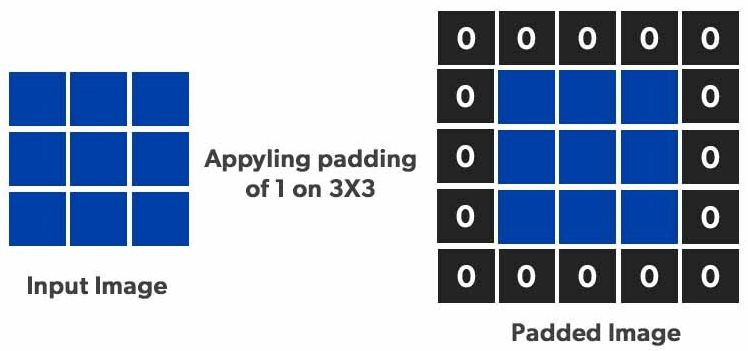 0 0 0 0 0
0 0
Appyling padding
0 0
of 1 on 3X3
0 0
0 0 0 0 0
Input Image
Padded Image